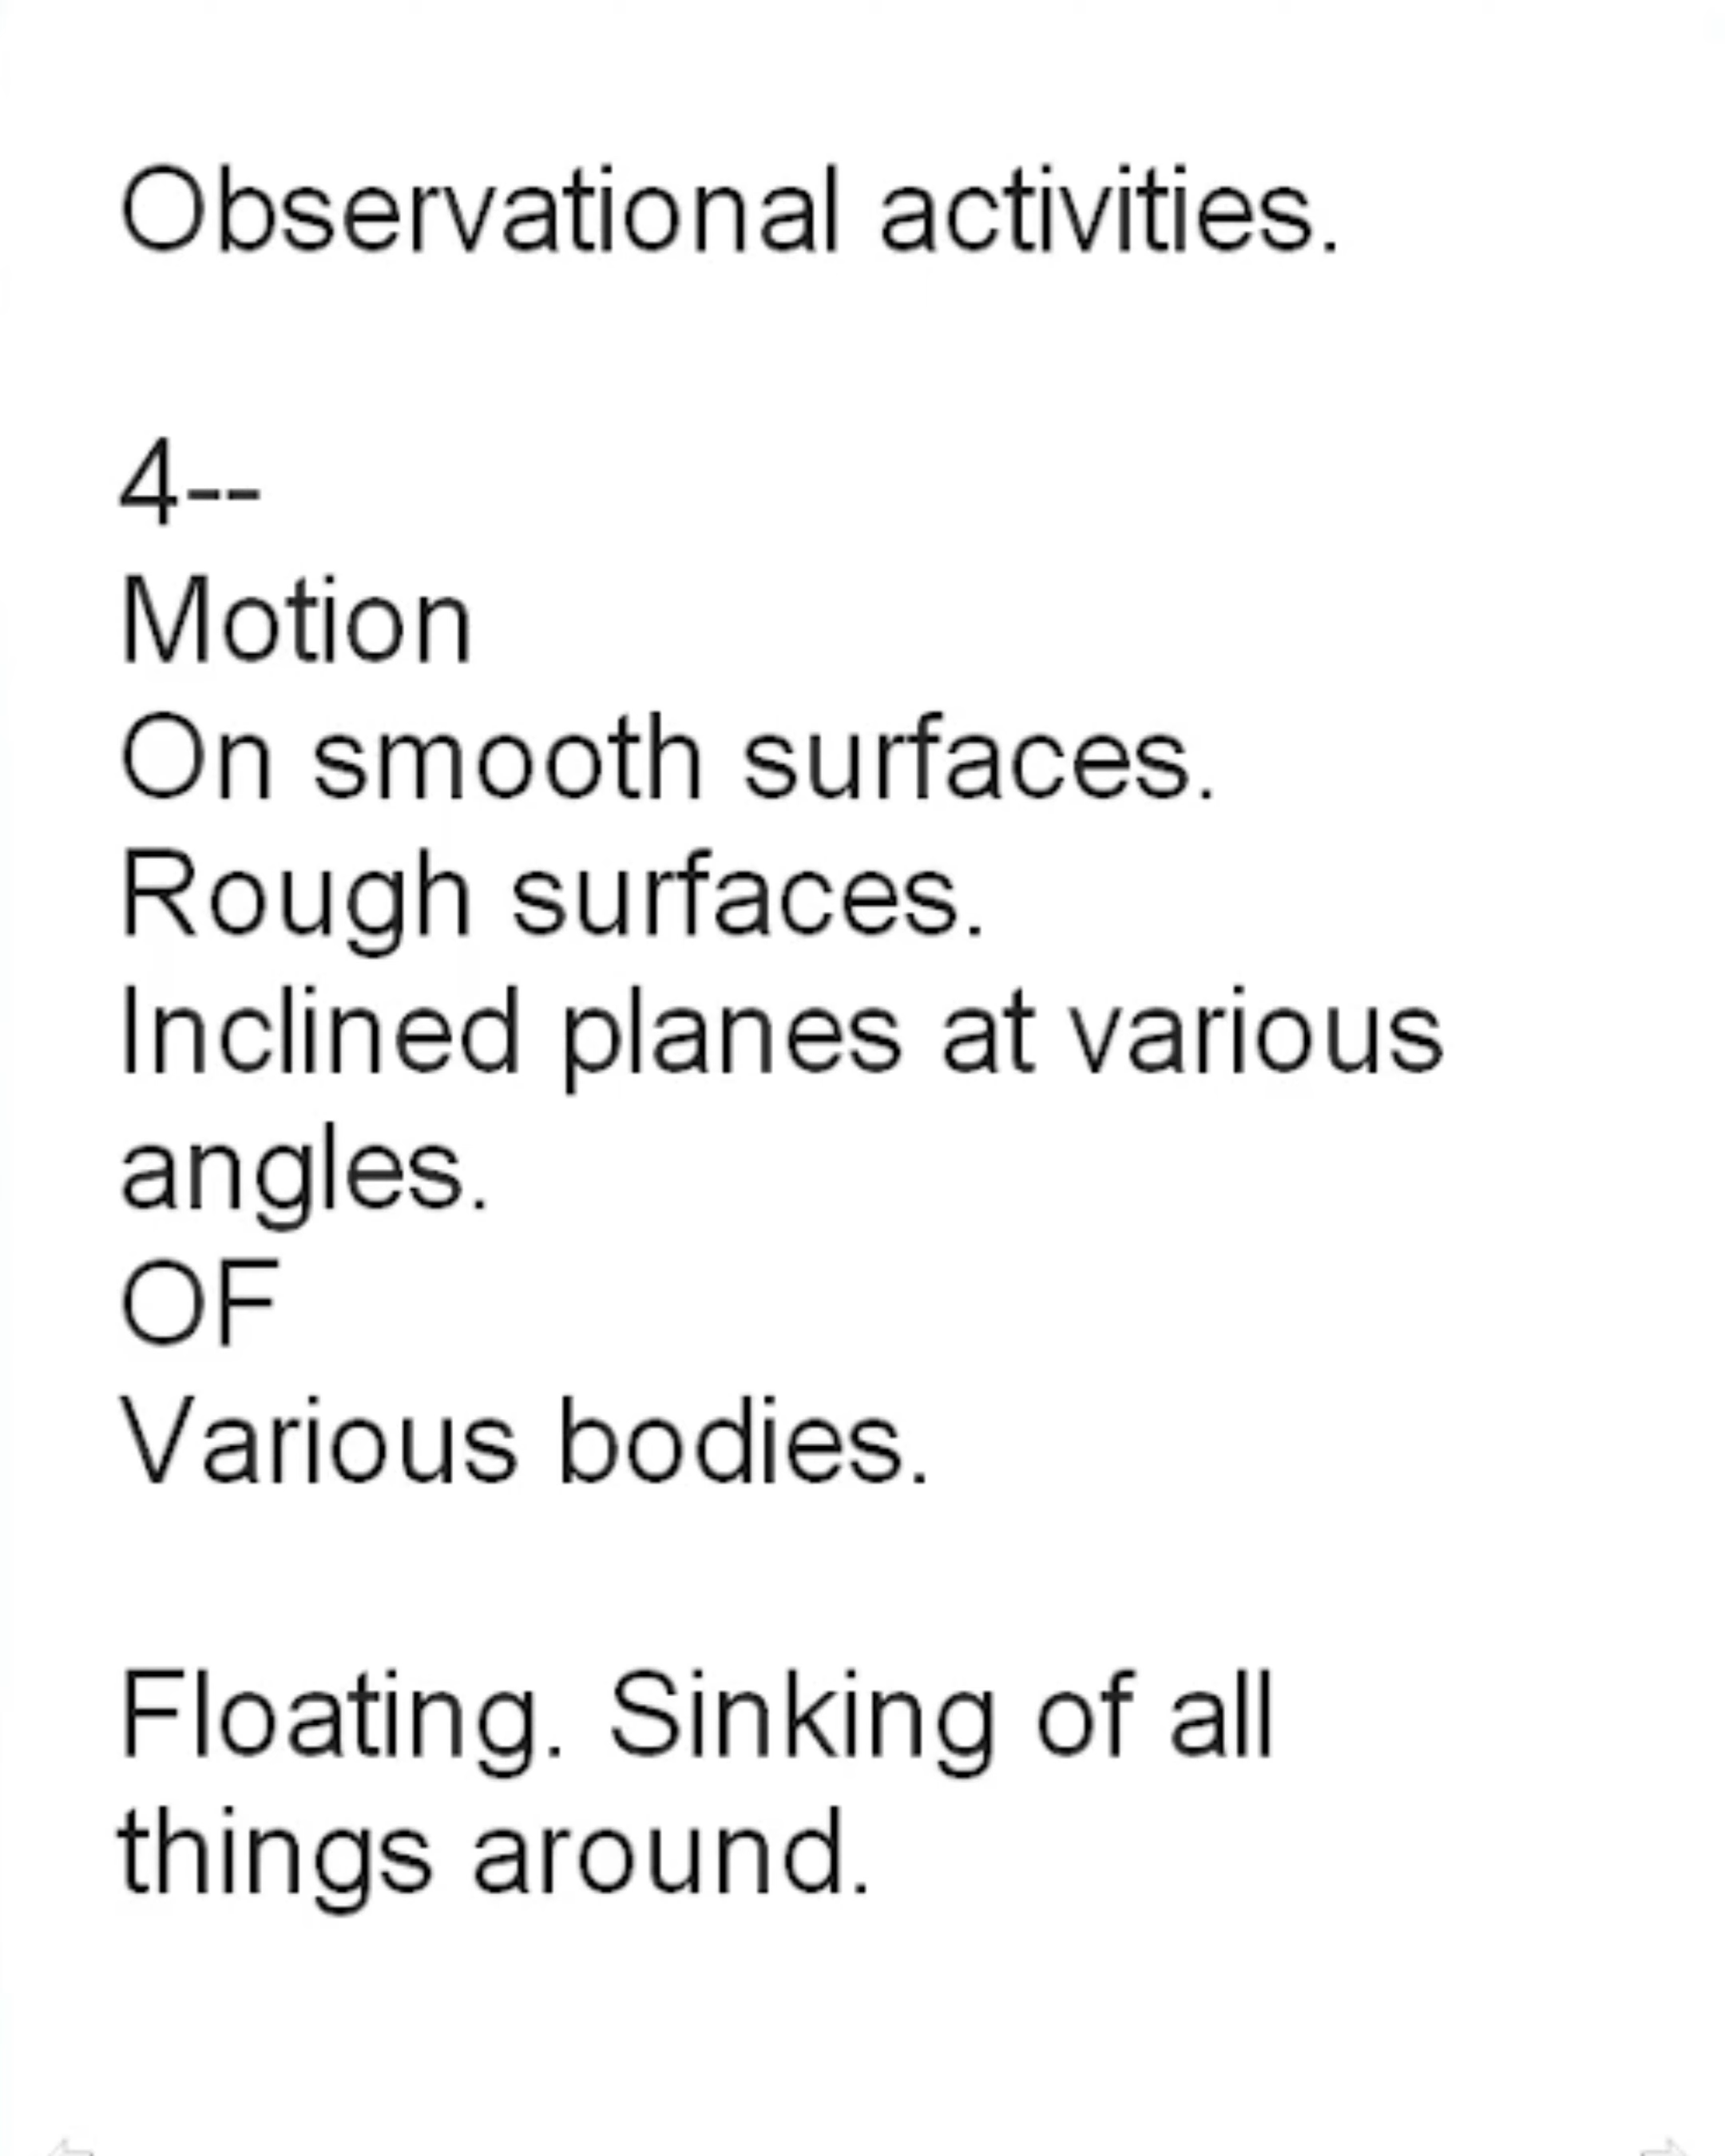 Observational activities.
4--
Motion
On smooth surfaces.
Rough surfaces.
Inclined planes at various
angles.
OF
Various bodies.
Floating. Sinking of all
things around.